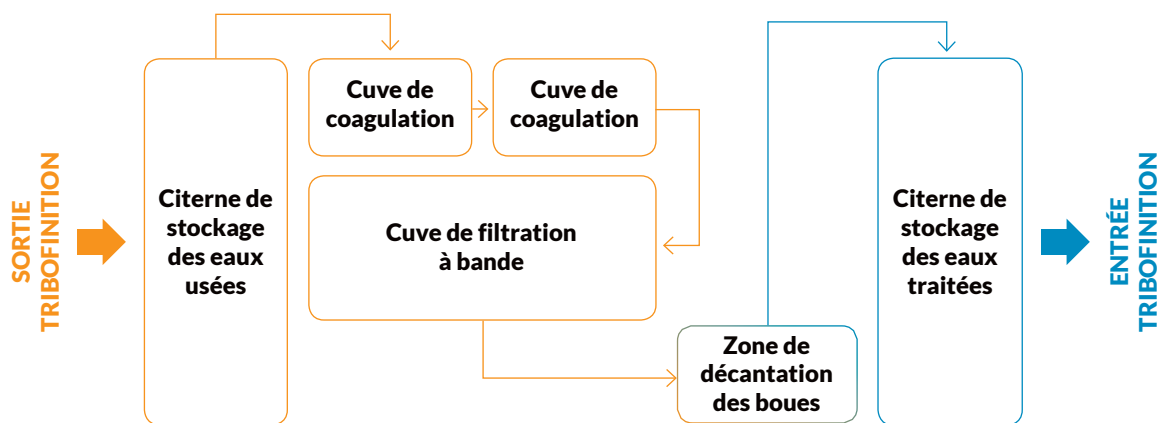 SORTIE
TRIBOFINITION
Citerne de
stockage
des eaux
usées
Cuve de
coagulation
Cuve de
coagulation
Cuve de filtration
à bande
Zone de
décantation
des boues
Citerne de
stockage
des eaux
traitées
ENTRÉE
TRIBOFINITION